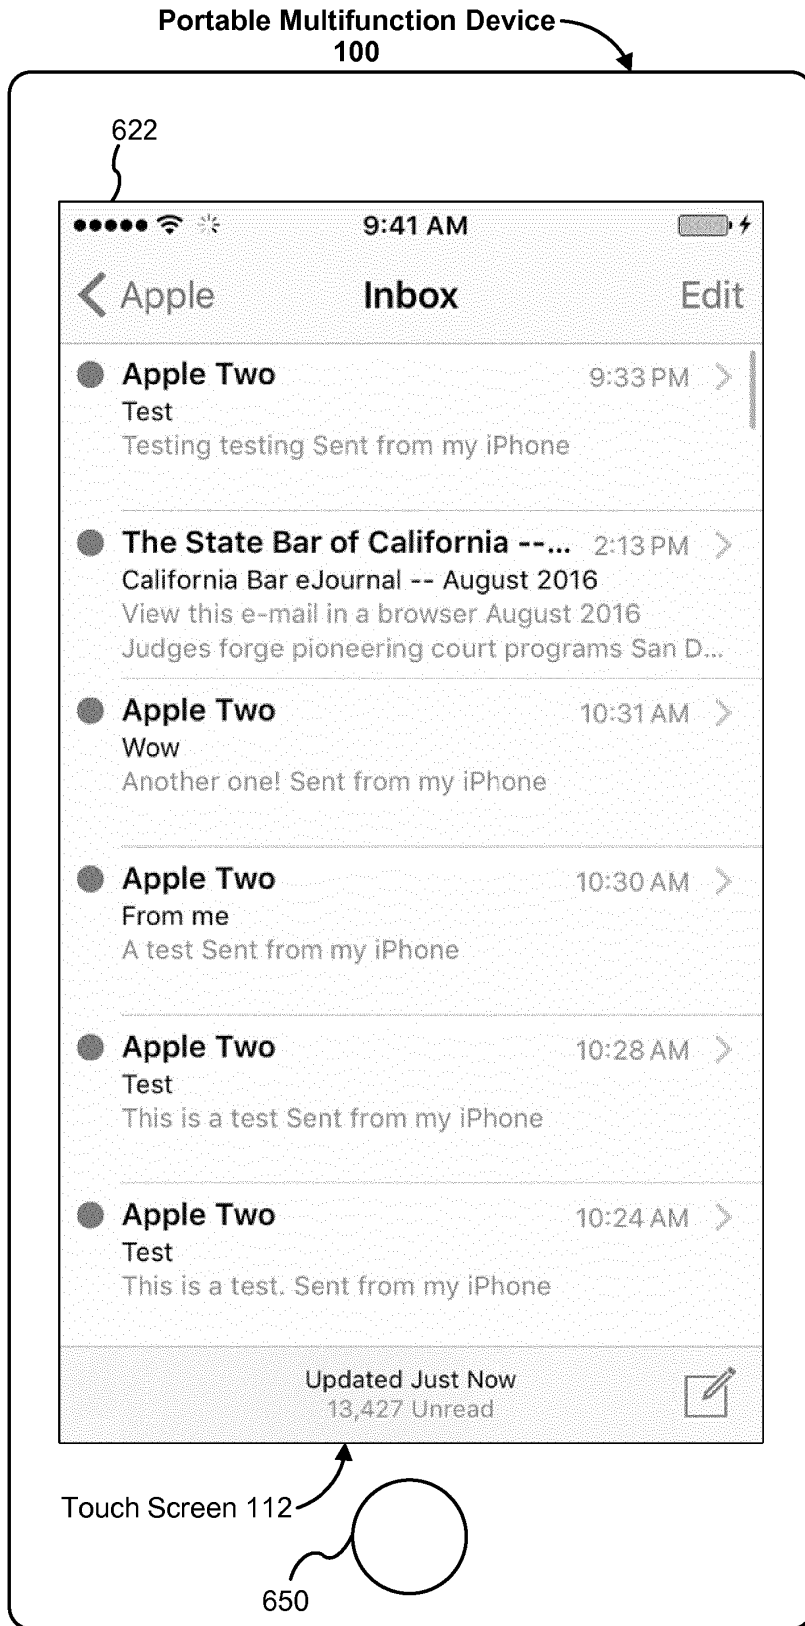 Portable Multifunction Device
100
622
9:41 AM
Apple Inbox Edit
Apple Two 9:33 PM
Test
Testing testing Sent from my iPhone
The State Bar of California --... 2:13 PM
California Bar eJournal -- August 2016
View this e-mail in a browser August 2016
Judges forge pioneering court programs San D...
Apple Two 10:31 AM
Wow
Another one! Sent from my iPhone
Apple Two 10:30 AM
From me
A test Sent from my iPhone
Apple Two 10:28 AM
Test
This is a test Sent from my iPhone
Apple Two 10:24 AM
Test
This is a test. Sent from my iPhone
Updated Just Now
13,427 Unread
Touch Screen 112
650